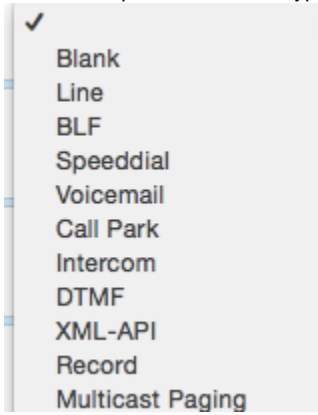 ✓
Blank
Line
BLF
Speeddial
Voicemail
Call Park
Intercom
DTMF
XML-API
Record
Multicast Paging